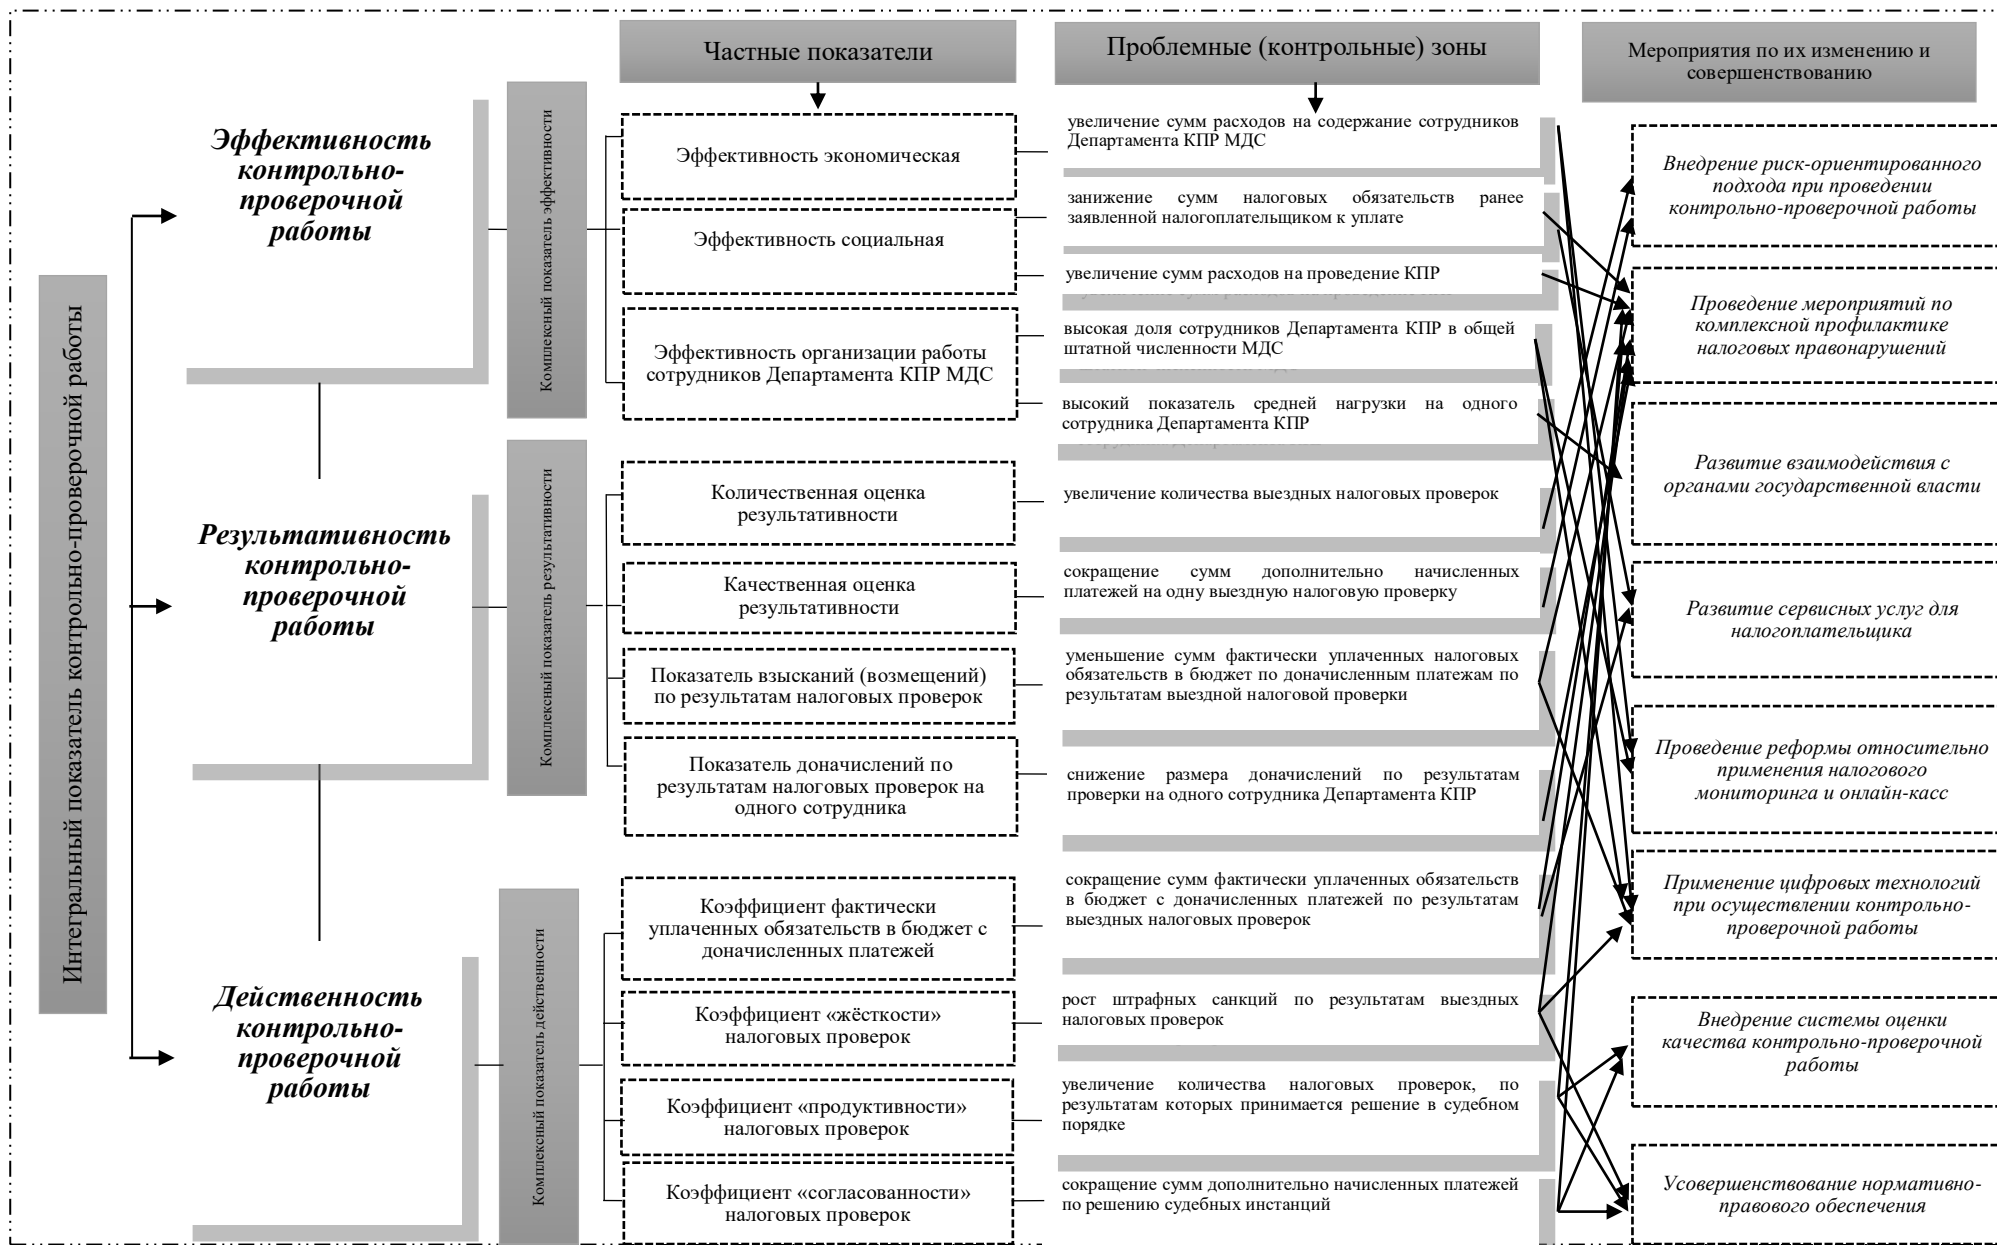 Частные показатели
Проблемные (контрольные) зоны
Мероприятия по их изменению и
совершенствованию
Интегральный показатель контрольно-проверочной работы
Эффективность
контрольно-
проверочной
работы
Комплексный показатель эффективности
Эффективность экономическая
Эффективность социальная
Эффективность организации работы
сотрудников Департамента КПР МДС
увеличение сумм расходов на содержание сотрудников
Департамента КПР МДС
занижение сумм налоговых обязательств ранее
заявленной налогоплательщиком к уплате
увеличение сумм расходов на проведение КПР
высокая доля сотрудников Департамента КПР в общей
штатной численности МДС
высокий показатель средней нагрузки на одного
сотрудника Департамента КПР
Результативность
контрольно-
проверочной
работы
Комплексный показатель результативности
Количественная оценка
результативности
Качественная оценка
результативности
Показатель взысканий (возмещений)
по результатам налоговых проверок
Показатель доначислений по
результатам налоговых проверок на
одного сотрудника
увеличение количества выездных налоговых проверок
сокращение сумм дополнительно начисленных
платежей на одну выездную налоговую проверку
уменьшение сумм фактически уплаченных налоговых
обязательств в бюджет по доначисленным платежам по
результатам выездной налоговой проверки
снижение размера доначислений по результатам
проверки на одного сотрудника Департамента КПР
Действенность
контрольно-
проверочной
работы
Комплексный показатель действенности
Коэффициент фактически
уплаченных обязательств в бюджет с
доначисленных платежей
Коэффициент «жёсткости»
налоговых проверок
Коэффициент «продуктивности»
налоговых проверок
Коэффициент «согласованности»
налоговых проверок
сокращение сумм фактически уплаченных обязательств
в бюджет с доначисленных платежей по результатам
выездных налоговых проверок
рост штрафных санкций по результатам выездных
налоговых проверок
увеличение количества налоговых проверок, по
результатам которых принимается решение в судебном
порядке
сокращение сумм дополнительно начисленных платежей
по решению судебных инстанций
Внедрение риск-ориентированного
подхода при проведении
контрольно-проверочной работы
Проведение мероприятий по
комплексной профилактике
налоговых правонарушений
Развитие взаимодействия с
органами государственной власти
Развитие сервисных услуг для
налогоплательщика
Проведение реформы относительно
применения налогового
мониторинга и онлайн-касс
Применение цифровых технологий
при осуществлении контрольно-
проверочной работы
Внедрение системы оценки
качества контрольно-проверочной
работы
Усовершенствование нормативно-
правового обеспечения